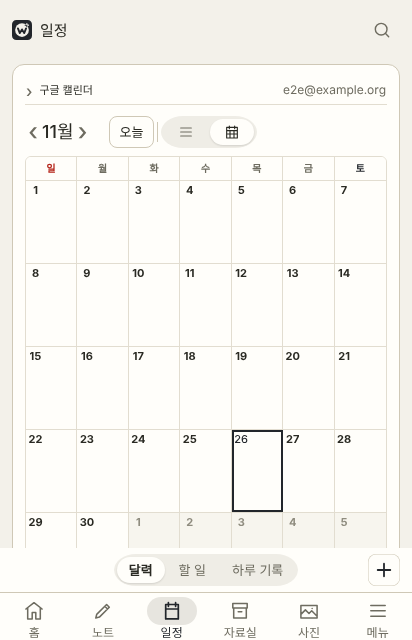 일정
구글 캘린더 e2e@example.org
11월 오늘
일 월 화 수 목 금 토
1 2 3 4 5 6 7
8 9 10 11 12 13 14
15 16 17 18 19 20 21
22 23 24 25 26 27 28
29 30 1 2 3 4 5
달력 할 일 하루 기록
홈 노트 일정 자료실 사진 메뉴